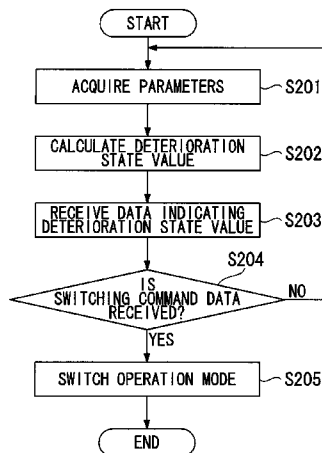 START
ACQUIRE PARAMETERS
S201
CALCULATE DETERIORATION
STATE VALUE
S202
RECEIVE DATA INDICATING
DETERIORATION STATE VALUE
S203
S204
IS
SWITCHING COMMAND DATA
RECEIVED?
NO
YES
SWITCH OPERATION MODE
S205
END